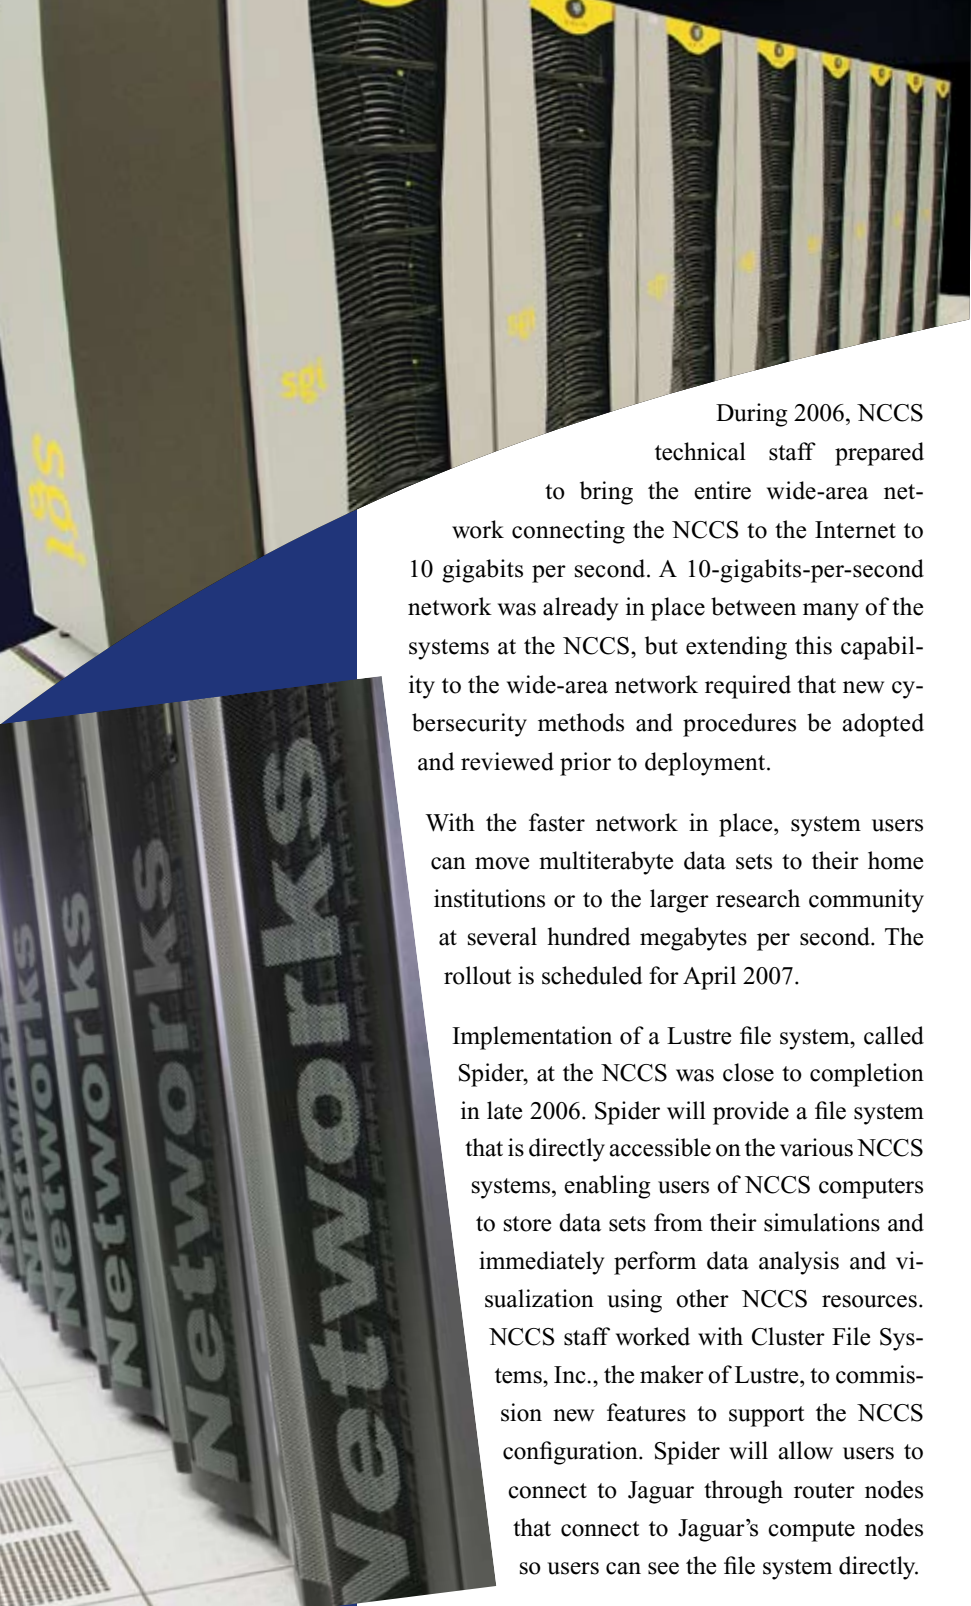 sgi
sgi
sgi
sgi
sgi
During 2006, NCCS
technical staff prepared
to bring the entire wide-area net-
work connecting the NCCS to the Internet to
10 gigabits per second. A 10-gigabits-per-second
network was already in place between many of the
systems at the NCCS, but extending this capabil-
ity to the wide-area network required that new cy-
bersecurity methods and procedures be adopted
and reviewed prior to deployment.
With the faster network in place, system users
can move multiterabyte data sets to their home
institutions or to the larger research community
at several hundred megabytes per second. The
rollout is scheduled for April 2007.
Implementation of a Lustre file system, called
Spider, at the NCCS was close to completion
in late 2006. Spider will provide a file system
that is directly accessible on the various NCCS
systems, enabling users of NCCS computers
to store data sets from their simulations and
immediately perform data analysis and vi-
sualization using other NCCS resources.
NCCS staff worked with Cluster File Sys-
tems, Inc., the maker of Lustre, to commis-
sion new features to support the NCCS
configuration. Spider will allow users to
connect to Jaguar through router nodes
that connect to Jaguar's compute nodes
so users can see the file system directly.
Networks
Networks
Networks
Networks
Networks